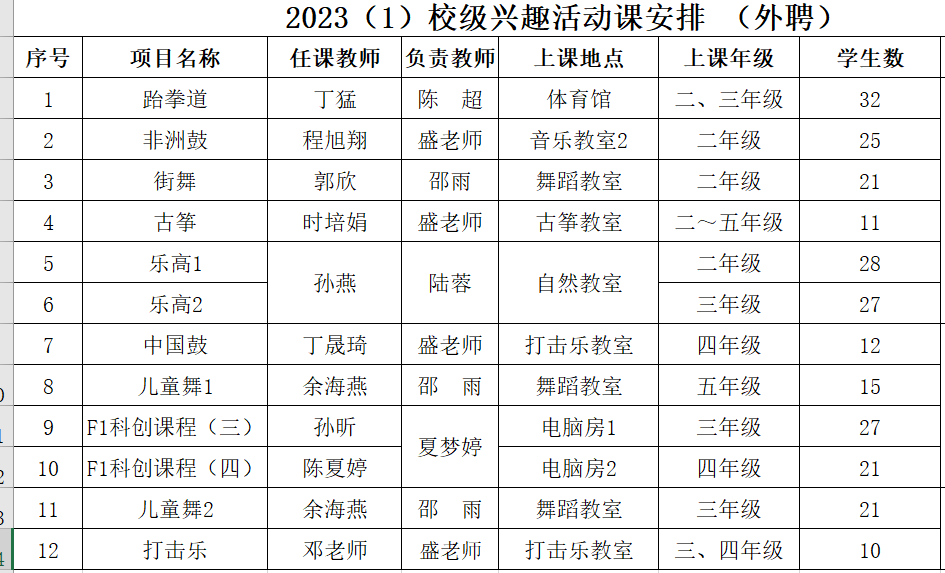 2023（1）校级兴趣活动课安排 （外聘）
序号 项目名称 任课教师 负责教师 上课地点 上课年级 学生数
1 跆拳道 丁猛 陈 超 体育馆 二、三年级 32
2 非洲鼓 程旭翔 盛老师 音乐教室2 二年级 25
3 街舞 郭欣 邵雨 舞蹈教室 二年级 21
4 古筝 时培娟 盛老师 古筝教室 二～五年级 11
5 乐高1 孙燕 陆蓉 自然教室 二年级 28
6 乐高2 三年级 27
7 中国鼓 丁晟琦 盛老师 打击乐教室 四年级 12
8 儿童舞1 余海燕 邵 雨 舞蹈教室 五年级 15
9 F1科创课程（三） 孙昕 夏梦婷 电脑房1 三年级 27
10 F1科创课程（四） 陈夏婷 电脑房2 四年级 21
11 儿童舞2 余海燕 邵 雨 舞蹈教室 三年级 21
12 打击乐 邓老师 盛老师 打击乐教室 三、四年级 10